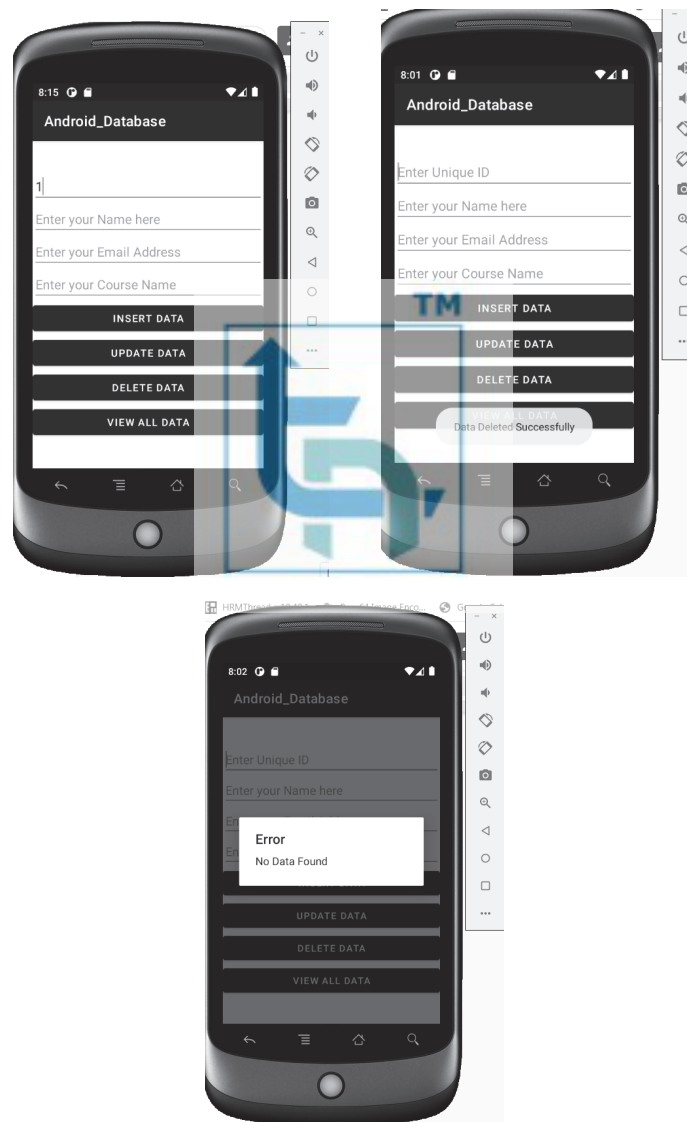 8:15
Android_Database
1
Enter your Name here
Enter your Email Address
Enter your Course Name
INSERT DATA
UPDATE DATA
DELETE DATA
VIEW ALL DATA
8:01
Android_Database
Enter Unique ID
Enter your Name here
Enter your Email Address
Enter your Course Name
INSERT DATA
UPDATE DATA
DELETE DATA
VIEW ALL DATA
Data Deleted Successfully
TM
8:02
Android_Database
Enter Unique ID
Enter your Name here
En
En
Error
No Data Found
UPDATE DATA
DELETE DATA
VIEW ALL DATA